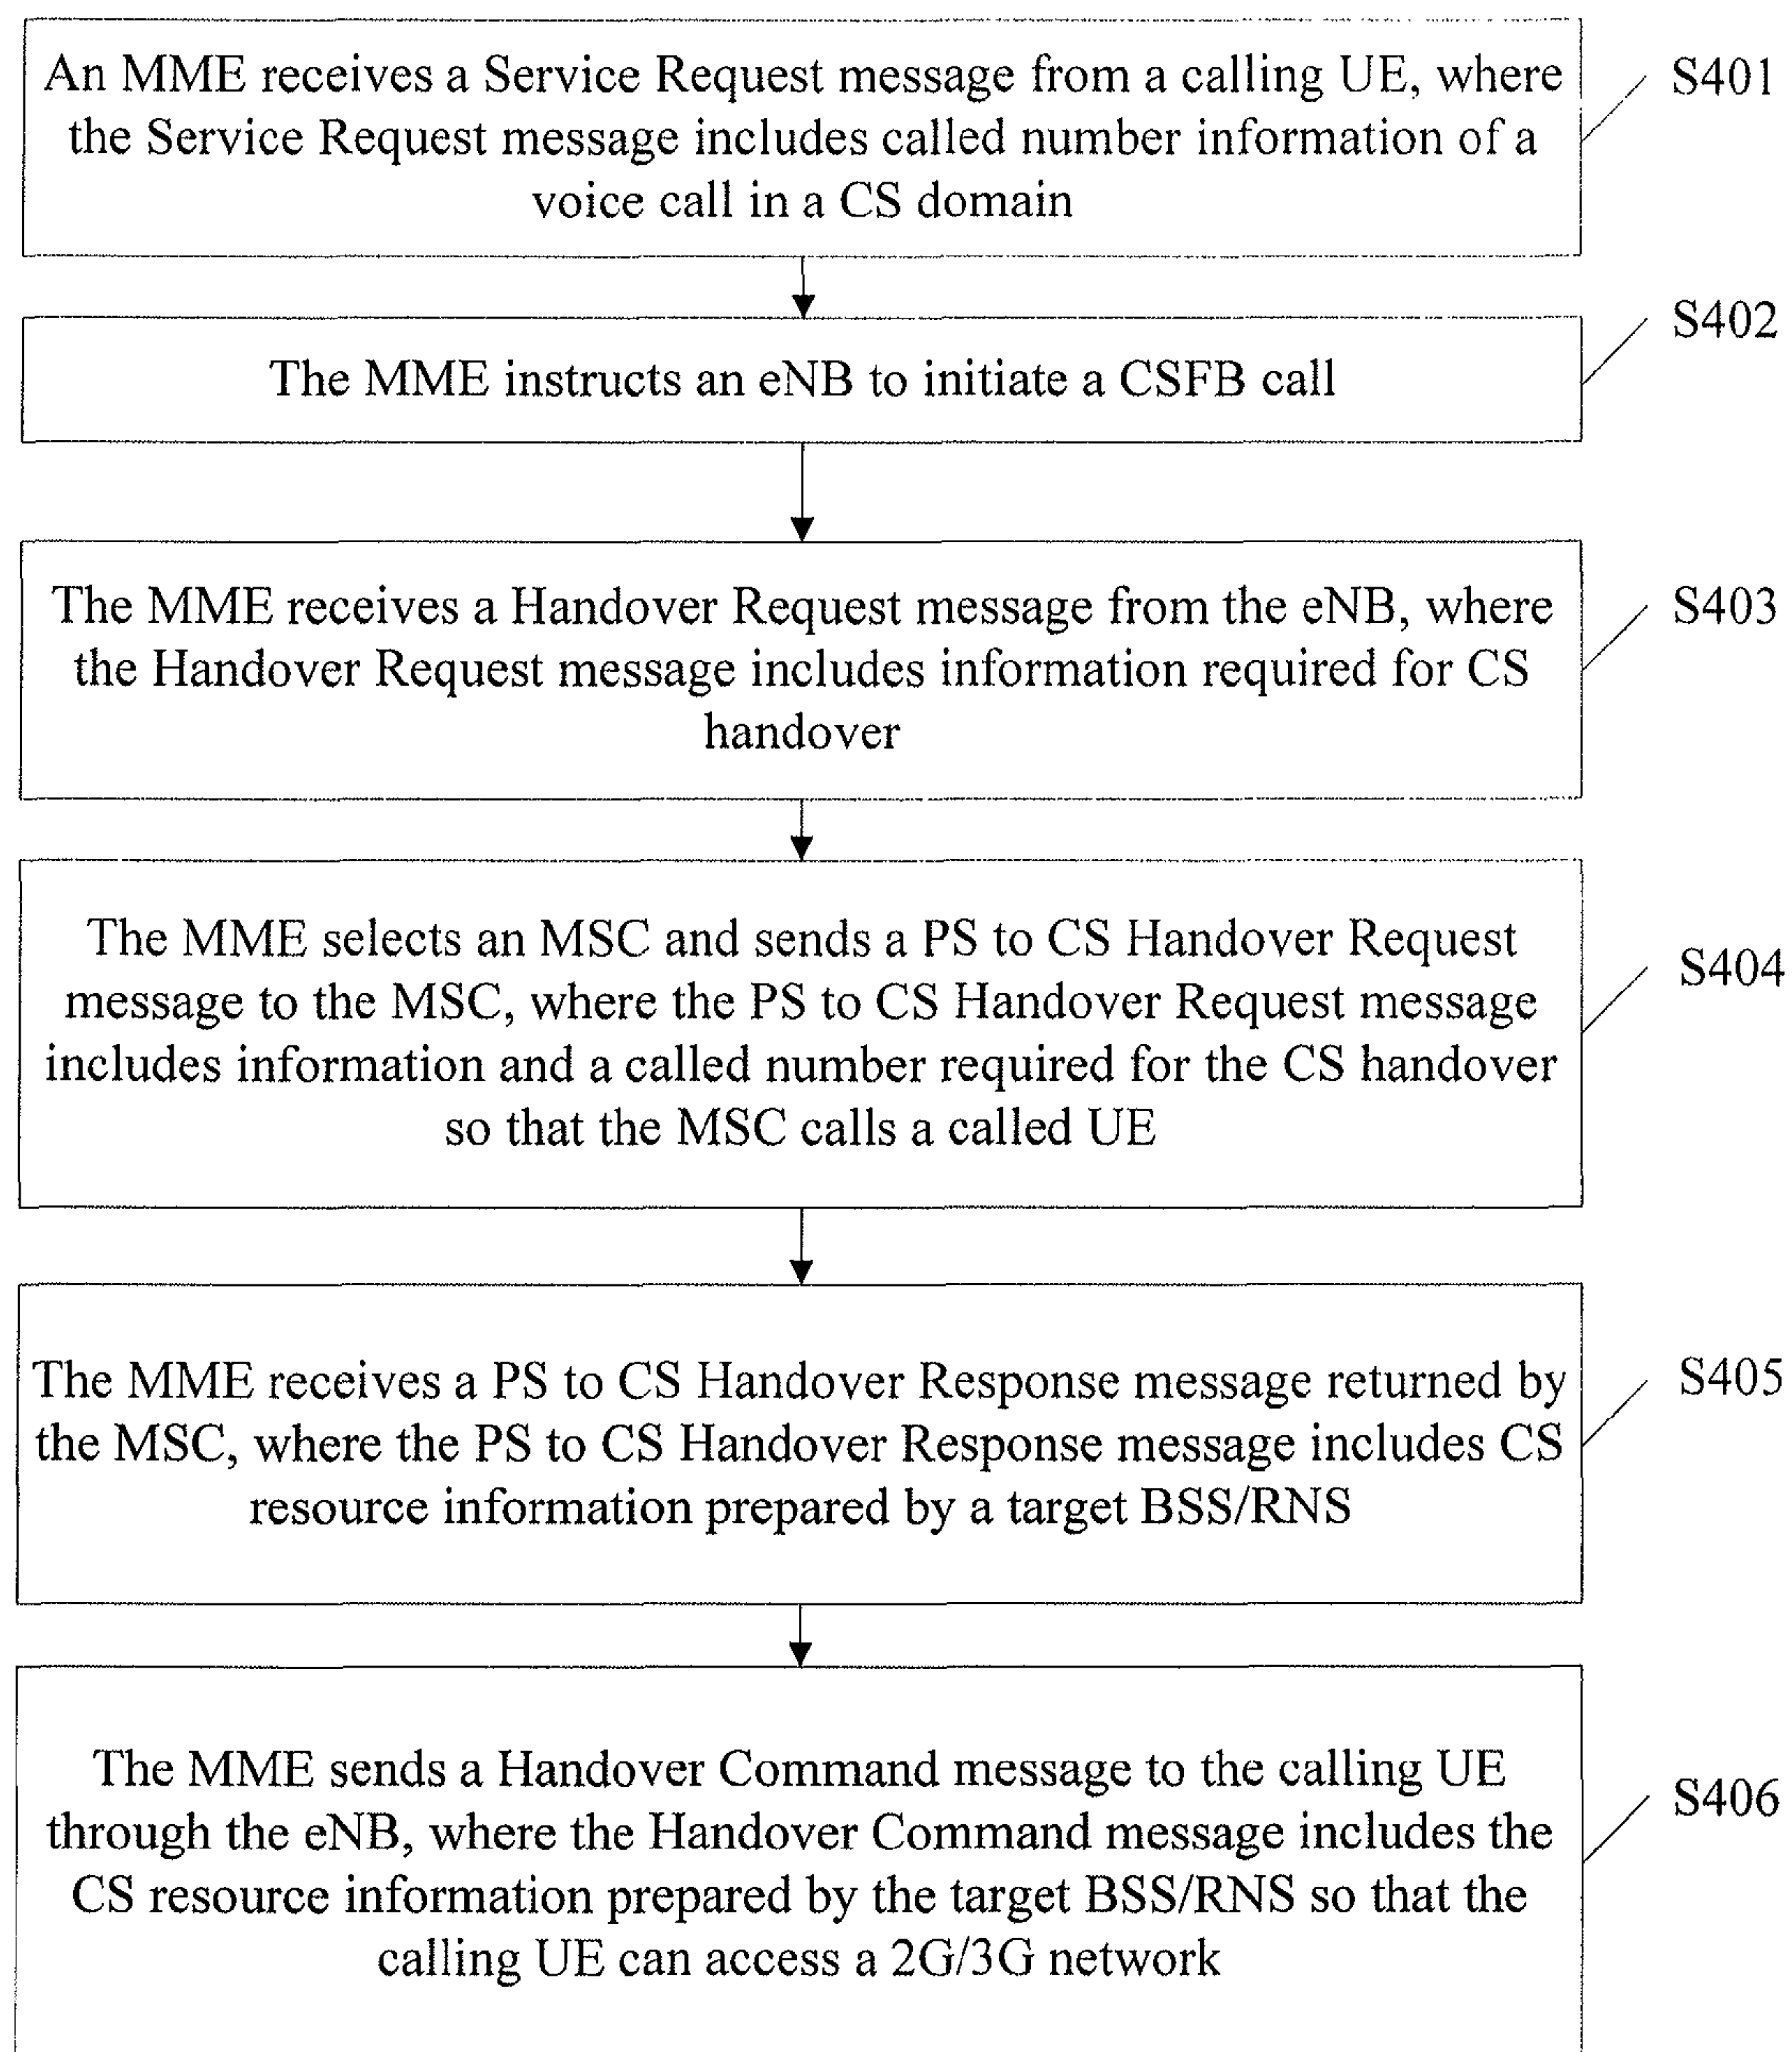 An MME receives a Service Request message from a calling UE, where
the Service Request message includes called number information of a
voice call in a CS domain
S401
The MME instructs an eNB to initiate a CSFB call
S402
The MME receives a Handover Request message from the eNB, where
the Handover Request message includes information required for CS
handover
S403
The MME selects an MSC and sends a PS to CS Handover Request
message to the MSC, where the PS to CS Handover Request message
includes information and a called number required for the CS handover
so that the MSC calls a called UE
S404
The MME receives a PS to CS Handover Response message returned by
the MSC, where the PS to CS Handover Response message includes CS
resource information prepared by a target BSS/RNS
S405
The MME sends a Handover Command message to the calling UE
through the eNB, where the Handover Command message includes the
CS resource information prepared by the target BSS/RNS so that the
calling UE can access a 2G/3G network
S406